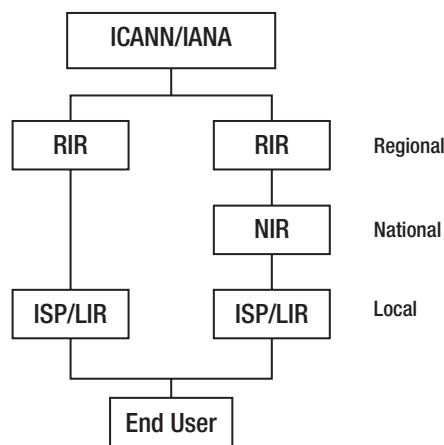 ICANN/IANA
RIR RIR Regional
NIR National
ISP/LIR ISP/LIR Local
End User